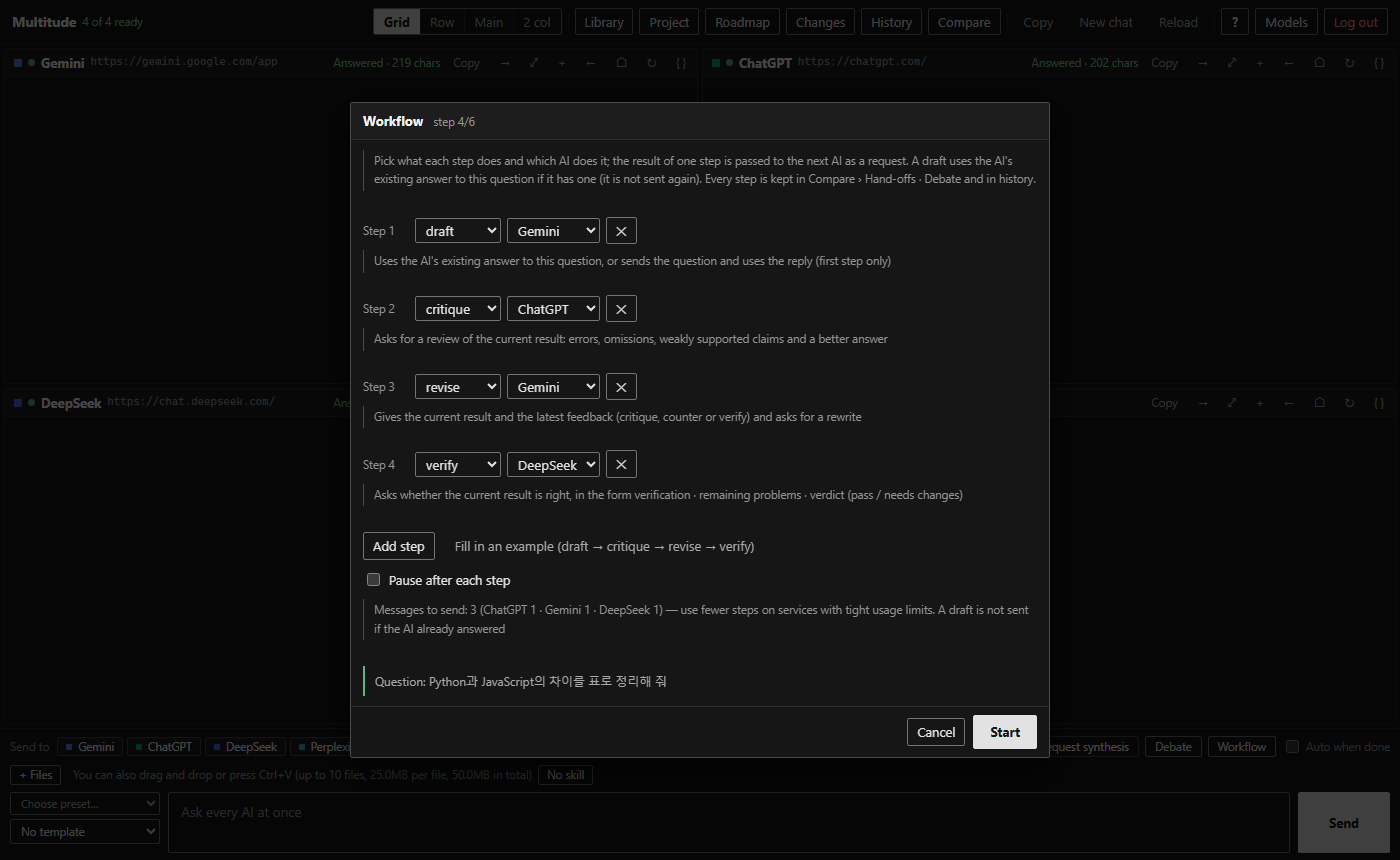 Multitude 4 of 4 ready
Grid Row Main 2 col Library Project Roadmap Changes History Compare Copy New chat Reload ? Models Log out
Gemini https://gemini.google.com/app Answered · 219 chars Copy → ⤢ + ← ↻ { }
ChatGPT https://chatgpt.com/ Answered · 202 chars Copy → ⤢ + ← ↻ { }
Workflow step 4/6
Pick what each step does and which AI does it; the result of one step is passed to the next AI as a request. A draft uses the AI's
existing answer to this question if it has one (it is not sent again). Every step is kept in Compare › Hand-offs · Debate and in history.
Step 1 draft Gemini ×
Uses the AI's existing answer to this question, or sends the question and uses the reply (first step only)
Step 2 critique ChatGPT ×
Asks for a review of the current result: errors, omissions, weakly supported claims and a better answer
Step 3 revise Gemini ×
DeepSeek https://chat.deepseek.com/ Copy → ⤢ + ← ↻ { }
Gives the current result and the latest feedback (critique, counter or verify) and asks for a rewrite
Step 4 verify DeepSeek ×
Asks whether the current result is right, in the form verification · remaining problems · verdict (pass / needs changes)
Add step Fill in an example (draft → critique → revise → verify)
Pause after each step
Messages to send: 3 (ChatGPT 1 · Gemini 1 · DeepSeek 1) — use fewer steps on services with tight usage limits. A draft is not sent
if the AI already answered
Question: Python과 JavaScript의 차이를 표로 정리해 줘
Cancel Start
Send to Gemini ChatGPT DeepSeek synthesis Debate Workflow Auto when done
+ Files You can also drag and drop or press Ctrl+V (up to 10 files, 25.0MB per file, 50.0MB in total) No skill
Choose preset...
No template
Ask every AI at once
Send